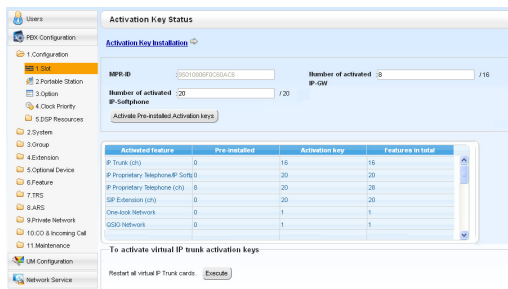 Users
PBX Configuration
1.Configuration
1.Slot
2.Portable Station
3.Option
4.Clock Priority
5.DSP Resources
2.System
3.Group
4.Extension
5.Optional Device
6.Feature
7.TRS
8.ARS
9.Private Network
10.CO & Incoming Call
11.Maintenance
UM Configuration
Network Service
Activation Key Status
Activation Key Installation
MPR-ID :
Number of activated IP-GW :8 / 16
Number of activated IP-Softphone :20 / 20
Activate Pre-installed Activation keys
Activated feature Pre-installed Activation key Features in total
IP Trunk (ch) 0 16 16
IP Proprietary Telephone/IP Soft 0 20 20
IP Proprietary Telephone (ch) 8 20 28
SIP Extension (ch) 0 20 20
One-look Network 0 1 1
QSIG Network 0 1 1
To activate virtual IP trunk activation keys
Restart all virtual IP Trunk cards. Execute